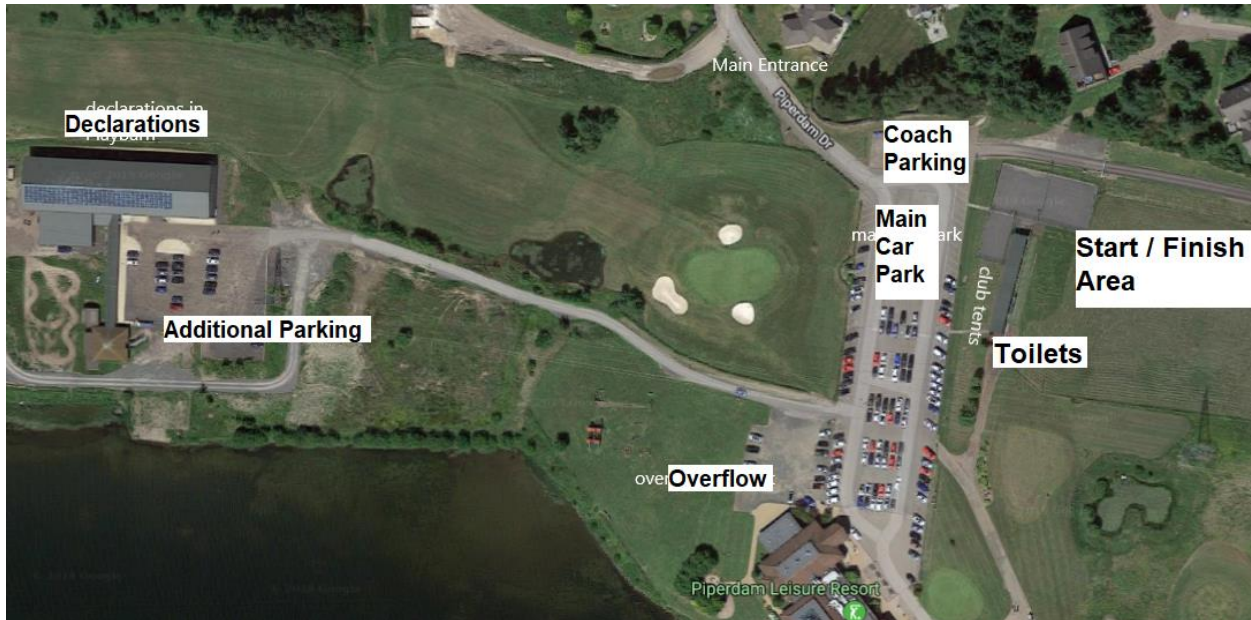 Main Entrance
declarations in
Declarations
Piperdam Dr
Coach
Parking
Main
Car
Park
Start / Finish
Area
club tents
Additional Parking
Toilets
Overflow
Piperdam Leisure Resort